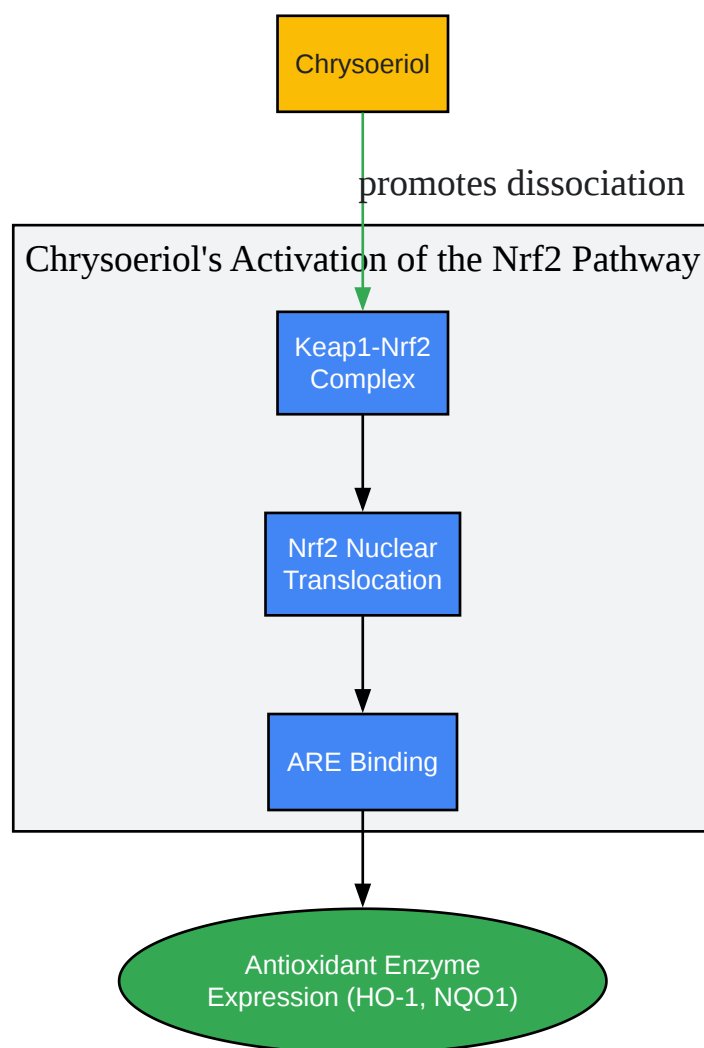 Chrysoeriol
promotes dissociation
Chrysoeriol's Activation of the Nrf2 Pathway
Keap1-Nrf2
Complex
Nrf2 Nuclear
Translocation
ARE Binding
Antioxidant Enzyme
Expression (HO-1, NQO1)